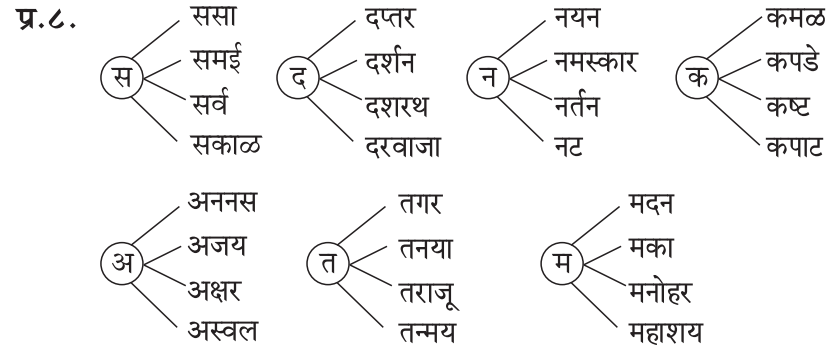 प्र.८.
स
ससा
समई
सर्व
सकाळ
द
दप्तर
दर्शन
दशरथ
दरवाजा
न
नयन
नमस्कार
नर्तन
नट
क
कमळ
कपडे
कष्ट
कपाट
अ
अननस
अजय
अक्षर
अस्वल
त
तगर
तनया
तराजू
तन्मय
म
मदन
मका
मनोहर
महाशय